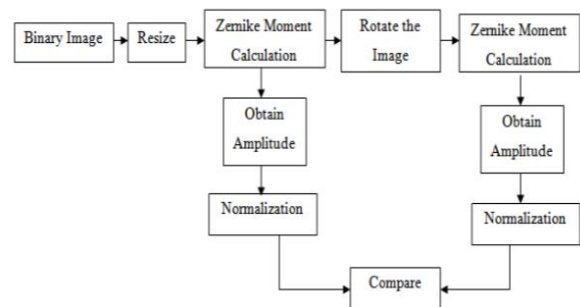 Binary Image
Resize
Zernike Moment
Calculation
Rotate the
Image
Zernike Moment
Calculation
Obtain
Amplitude
Obtain
Amplitude
Normalization
Normalization
Compare